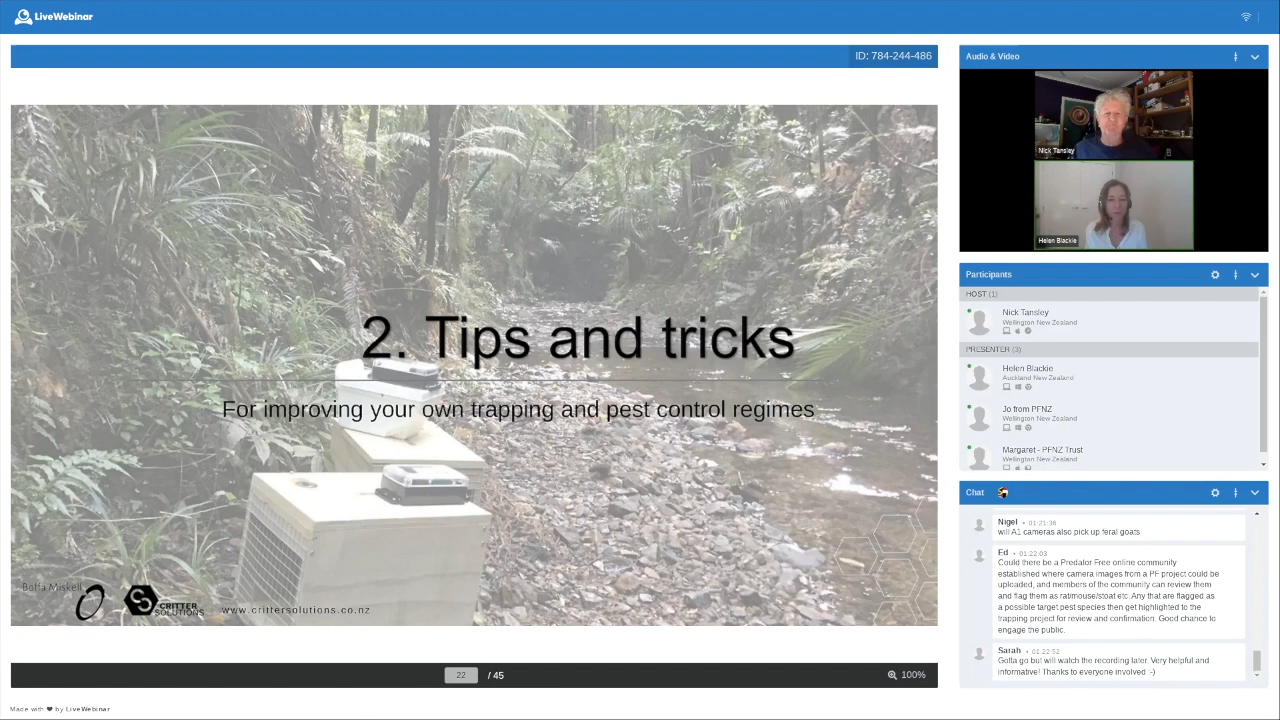 LiveWebinar
ID: 784-244-486
2. Tips and tricks
For improving your own trapping and pest control regimes
Boffa Miskell
CRITTER
SOLUTIONS
www.crittersolutions.co.nz
22 / 45
100%
Made with ❤ by LiveWebinar
Audio & Video
Nick Tansley
Helen Blackie
Participants
HOST (1)
Nick Tansley
Wellington New Zealand
PRESENTER (3)
Helen Blackie
Auckland New Zealand
Jo from PFNZ
Wellington New Zealand
Margaret - PFNZ Trust
Wellington New Zealand
Chat
Nigel • 01:21:36
will A1 cameras also pick up feral goats
Ed • 01:22:03
Could there be a Predator Free online community
established where camera images from a PF project could be
uploaded, and members of the community can review them
and flag them as rat/mouse/stoat etc. Any that are flagged as
a possible target pest species then get highlighted to the
trapping project for review and confirmation. Good chance to
engage the public.
Sarah • 01:22:52
Gotta go but will watch the recording later. Very helpful and
informative! Thanks to everyone involved :-)